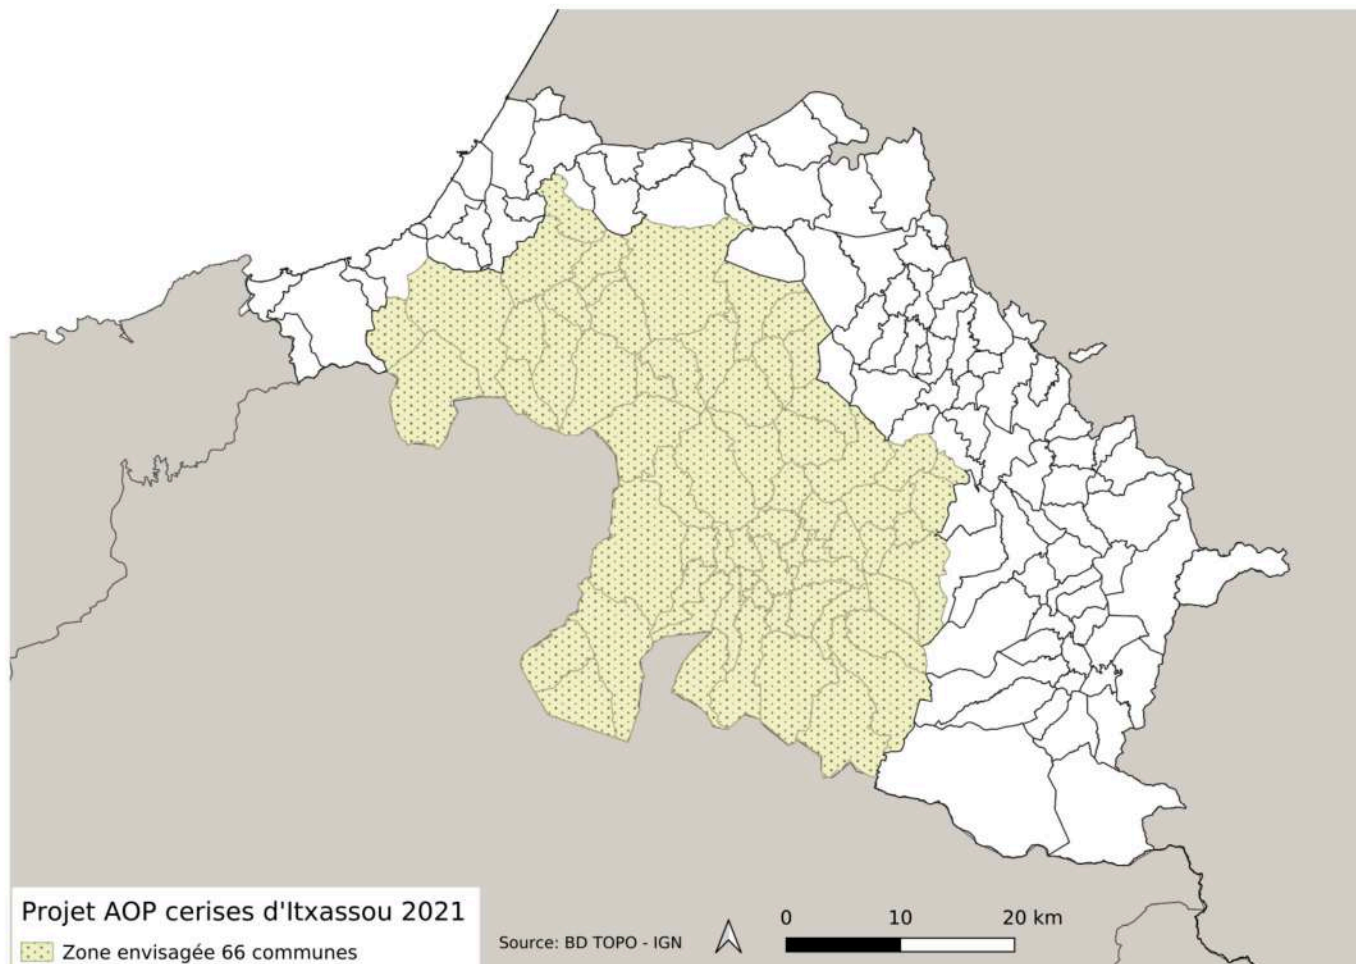 Projet AOP cerises d'Itxassou 2021
Zone envisagée 66 communes
Source: BD TOPO - IGN
0 10 20 km